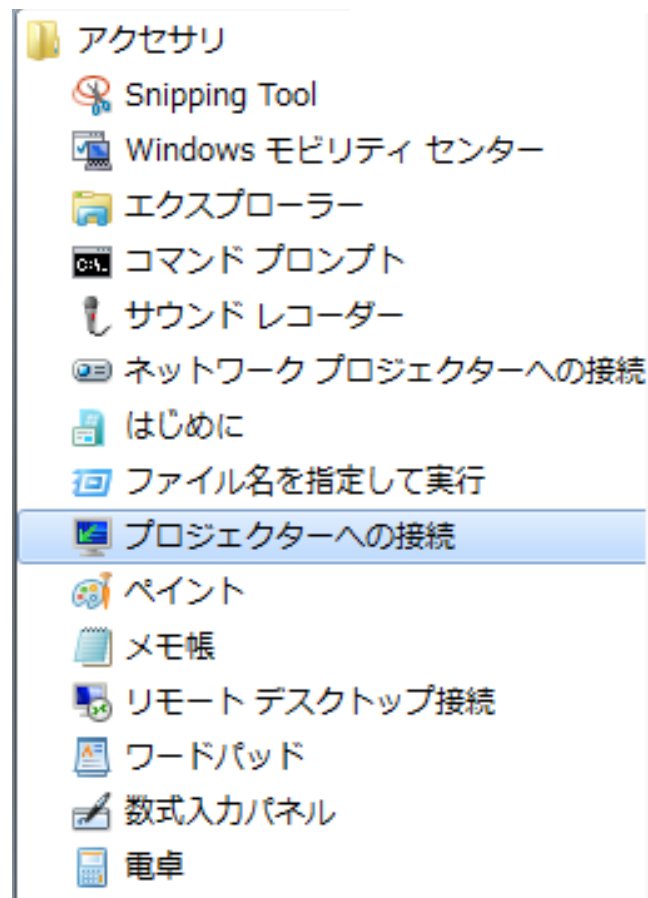 アクセサリ
Snipping Tool
Windows モビリティ センター
エクスプローラー
コマンド プロンプト
サウンド レコーダー
ネットワーク プロジェクターへの接続
はじめに
ファイル名を指定して実行
プロジェクターへの接続
ペイント
メモ帳
リモート デスクトップ接続
ワードパッド
数式入力パネル
電卓